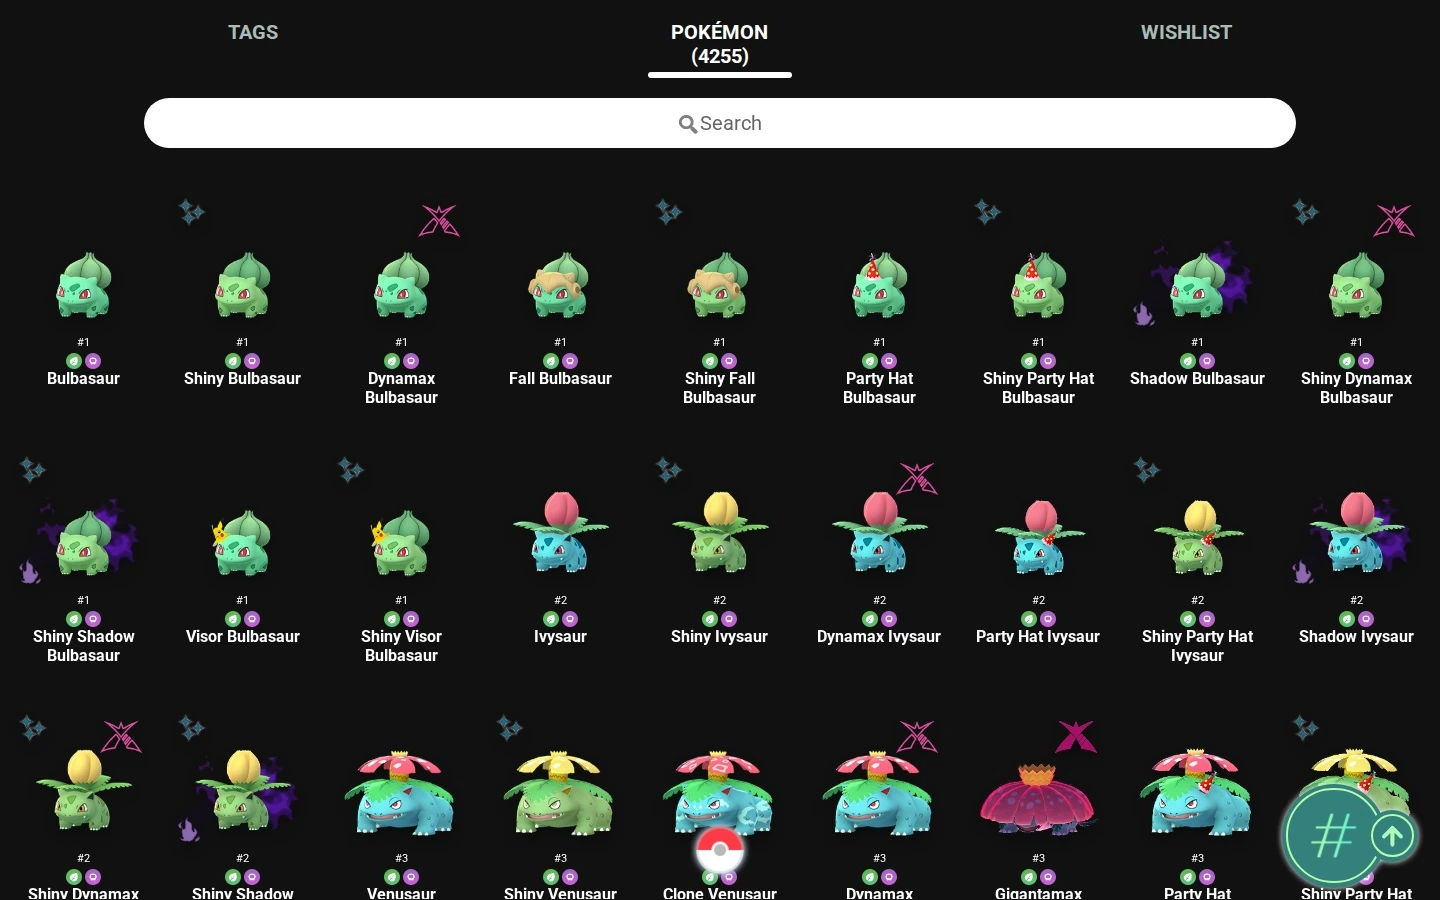 TAGS
POKÉMON
(4255)
WISHLIST
Search
#1
Bulbasaur
#1
Shiny Bulbasaur
#1
Dynamax
Bulbasaur
#1
Fall Bulbasaur
#1
Shiny Fall
Bulbasaur
#1
Party Hat
Bulbasaur
#1
Shiny Party Hat
Bulbasaur
#1
Shadow Bulbasaur
#1
Shiny Dynamax
Bulbasaur
#1
Shiny Shadow
Bulbasaur
#1
Visor Bulbasaur
#1
Shiny Visor
Bulbasaur
#2
Ivysaur
#2
Shiny Ivysaur
#2
Dynamax Ivysaur
#2
Party Hat Ivysaur
#2
Shiny Party Hat
Ivysaur
#2
Shadow Ivysaur
#2
Shiny Dynamax
#2
Shiny Shadow
#3
Venusaur
#3
Shiny Venusaur
Clone Venusaur
#3
Dynamax
#3
Gigantamax
#3
Party Hat
Shiny Party Hat
#